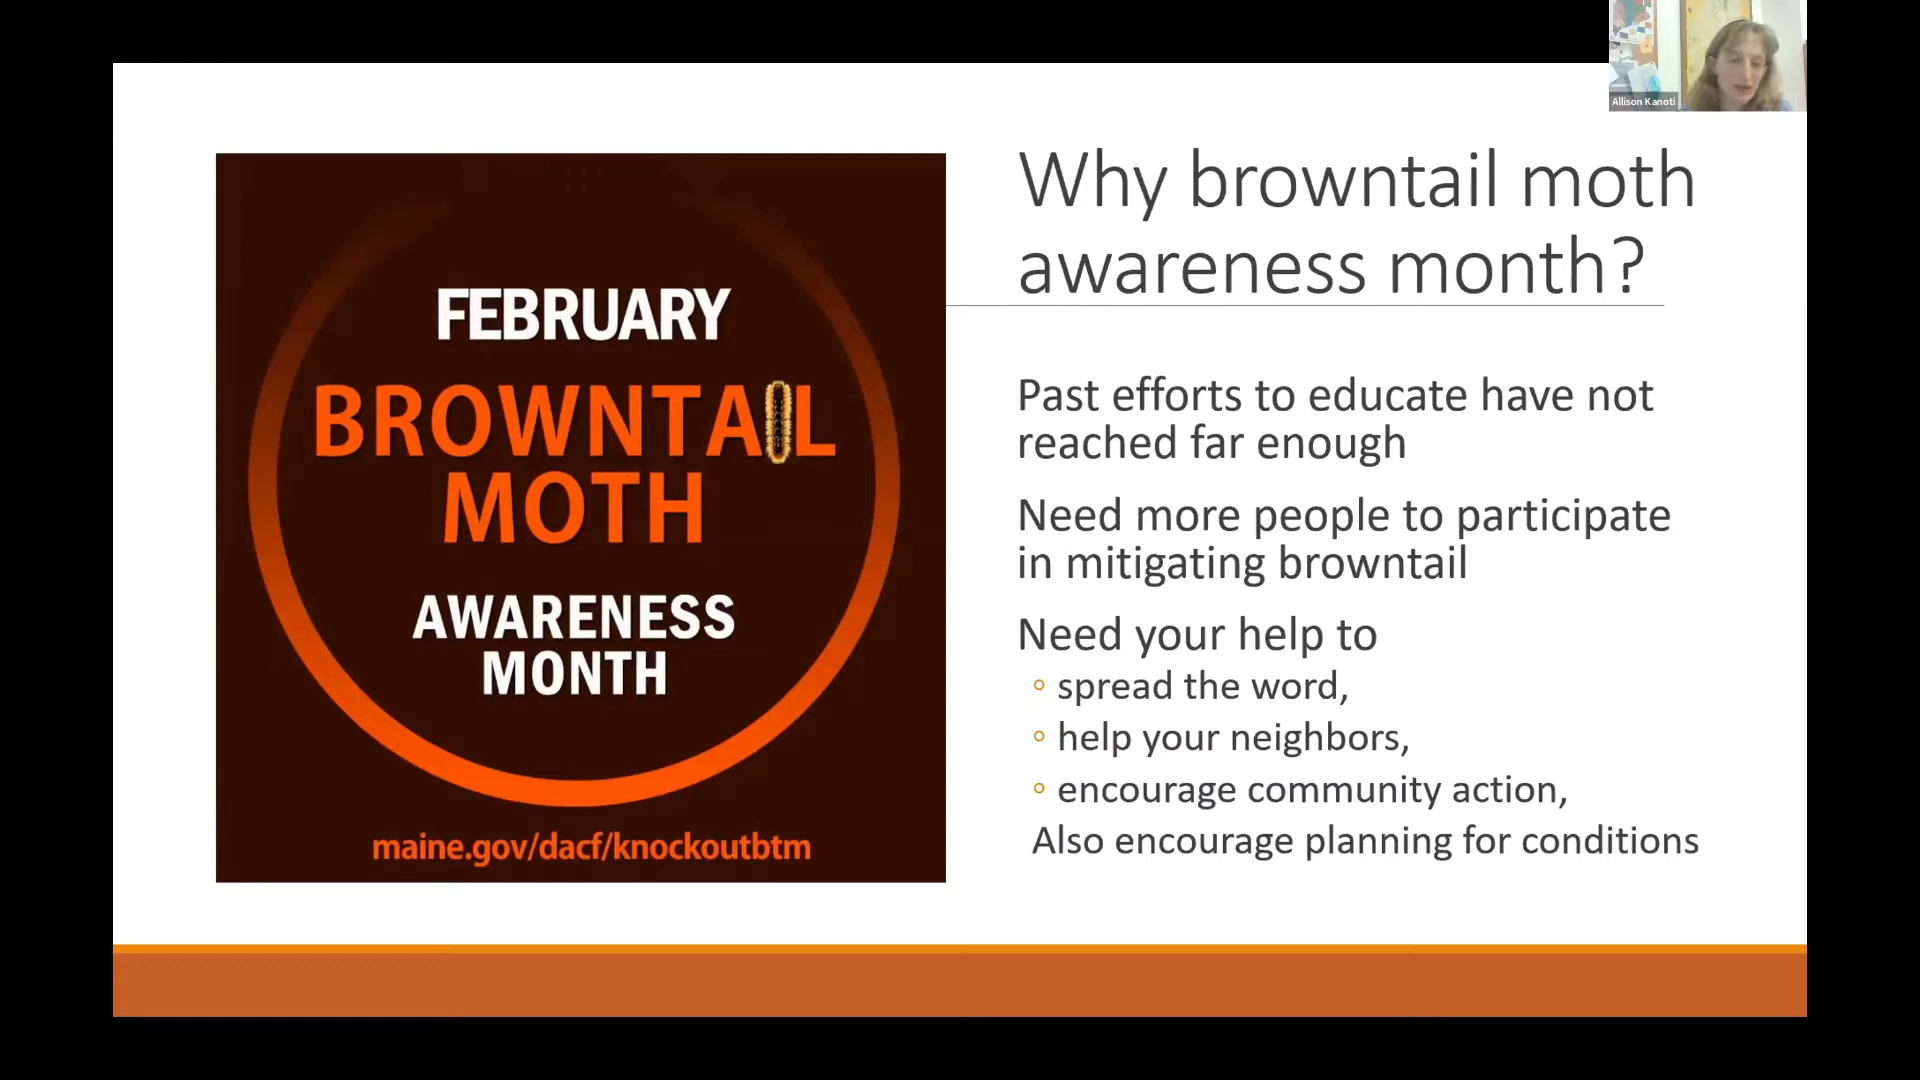 Allison Kanoti
FEBRUARY
BROWNTAIL
MOTH
AWARENESS
MONTH
maine.gov/dacf/knockoutbtm
Why browntail moth
awareness month?
Past efforts to educate have not
reached far enough
Need more people to participate
in mitigating browntail
Need your help to
◦ spread the word,
◦ help your neighbors,
◦ encourage community action,
Also encourage planning for conditions